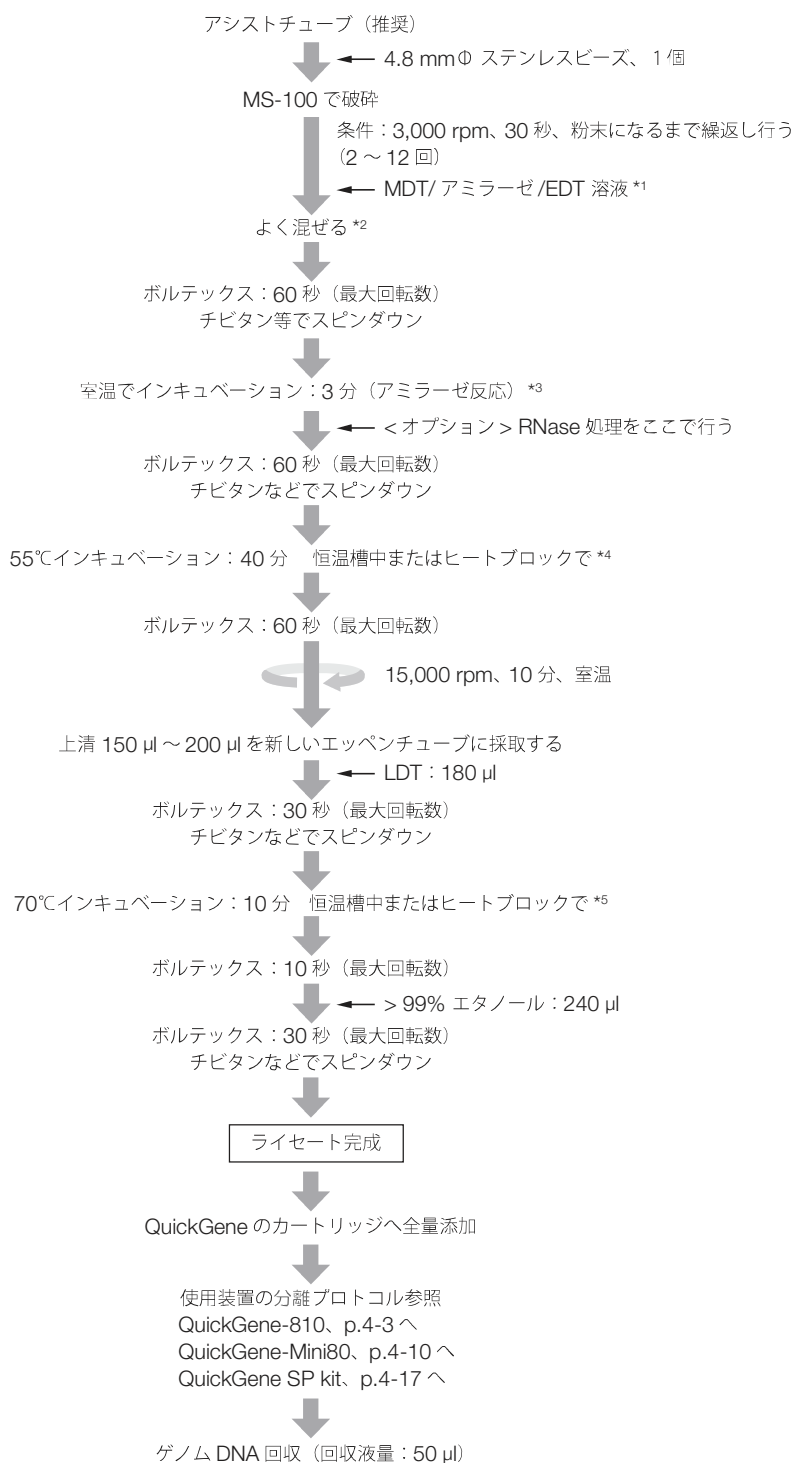 アシストチューブ（推奨）
4.8 mmΦ ステンレスビーズ、1 個
MS-100 で破砕
条件：3,000 rpm、30 秒、粉末になるまで繰返し行う
（2 ～ 12 回）
MDT/ アミラーゼ /EDT 溶液 *1
よく混ぜる *2
ボルテックス：60 秒（最大回転数）
チビタン等でスピンダウン
室温でインキュベーション：3 分（アミラーゼ反応）*3
< オプション > RNase 処理をここで行う
ボルテックス：60 秒（最大回転数）
チビタンなどでスピンダウン
55℃インキュベーション：40 分　恒温槽中またはヒートブロックで *4
ボルテックス：60 秒（最大回転数）
15,000 rpm、10 分、室温
上清 150 µl ～ 200 µl を新しいエッペンチューブに採取する
LDT：180 µl
ボルテックス：30 秒（最大回転数）
チビタンなどでスピンダウン
70℃インキュベーション：10 分　恒温槽中またはヒートブロックで *5
ボルテックス：10 秒（最大回転数）
> 99% エタノール：240 µl
ボルテックス：30 秒（最大回転数）
チビタンなどでスピンダウン
ライセート完成
QuickGene のカートリッジへ全量添加
使用装置の分離プロトコル参照
QuickGene-810、p.4-3 へ
QuickGene-Mini80、p.4-10 へ
QuickGene SP kit、p.4-17 へ
ゲノム DNA 回収（回収液量：50 µl）